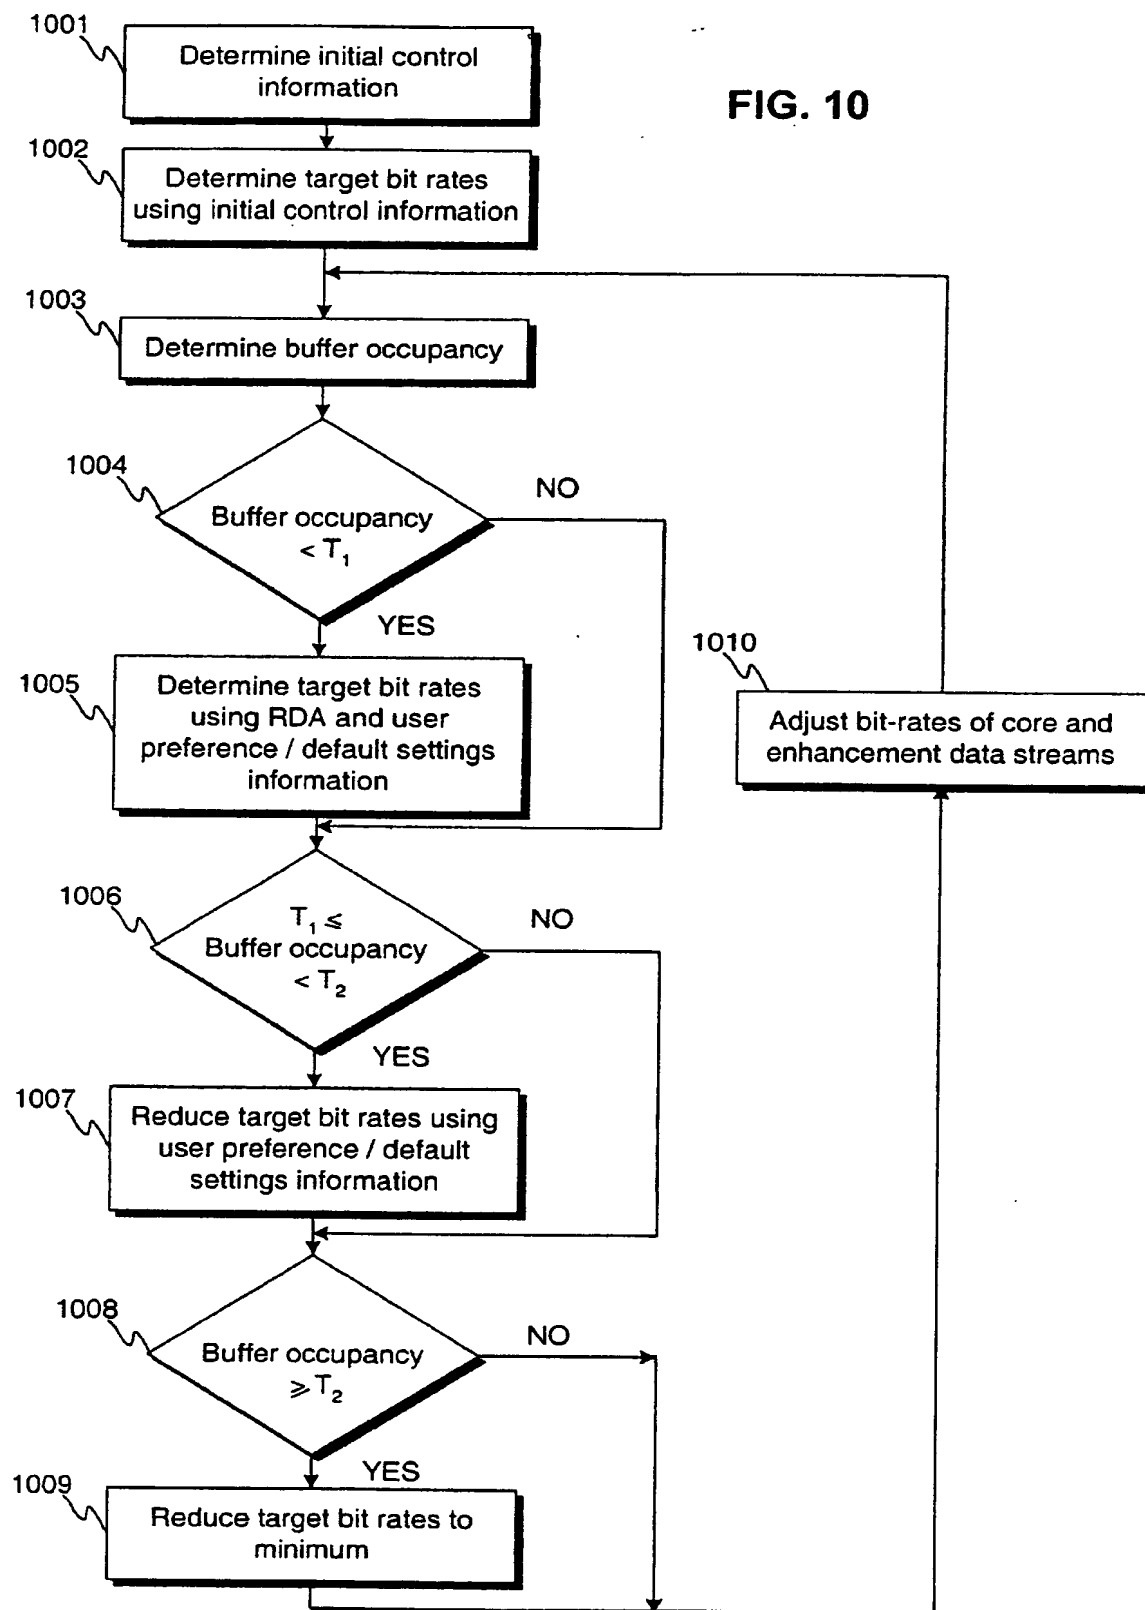 1001
Determine initial control
information
FIG. 10
1002
Determine target bit rates
using initial control information
1003
Determine buffer occupancy
1004
NO
Buffer occupancy
< T1
YES
1005
Determine target bit rates
using RDA and user
preference / default settings
information
1010
Adjust bit-rates of core and
enhancement data streams
1006
NO
T1 ≤
Buffer occupancy
< T2
YES
1007
Reduce target bit rates using
user preference / default
settings information
1008
NO
Buffer occupancy
≥ T2
YES
1009
Reduce target bit rates to
minimum